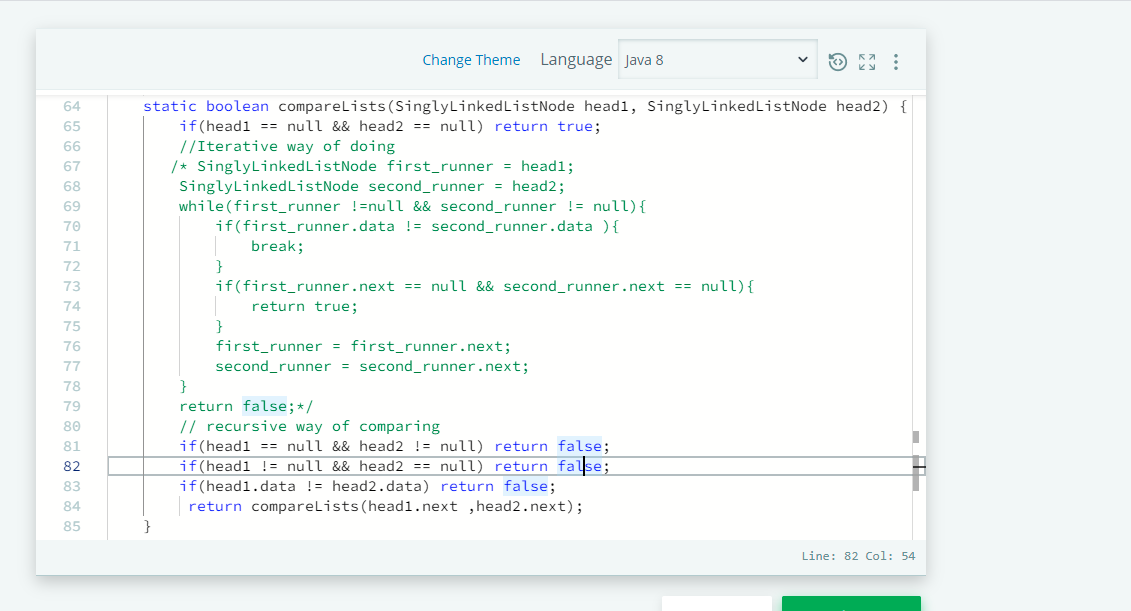 Change Theme Language Java 8
64 static boolean compareLists(SinglyLinkedListNode head1, SinglyLinkedListNode head2) {
65 if(head1 == null && head2 == null) return true;
66 //Iterative way of doing
67 /* SinglyLinkedListNode first_runner = head1;
68 SinglyLinkedListNode second_runner = head2;
69 while(first_runner !=null && second_runner != null){
70 if(first_runner.data != second_runner.data ){
71 break;
72 }
73 if(first_runner.next == null && second_runner.next == null){
74 return true;
75 }
76 first_runner = first_runner.next;
77 second_runner = second_runner.next;
78 }
79 return false;*/
80 // recursive way of comparing
81 if(head1 == null && head2 != null) return false;
82 if(head1 != null && head2 == null) return false;
83 if(head1.data != head2.data) return false;
84 return compareLists(head1.next ,head2.next);
85 }
Line: 82 Col: 54